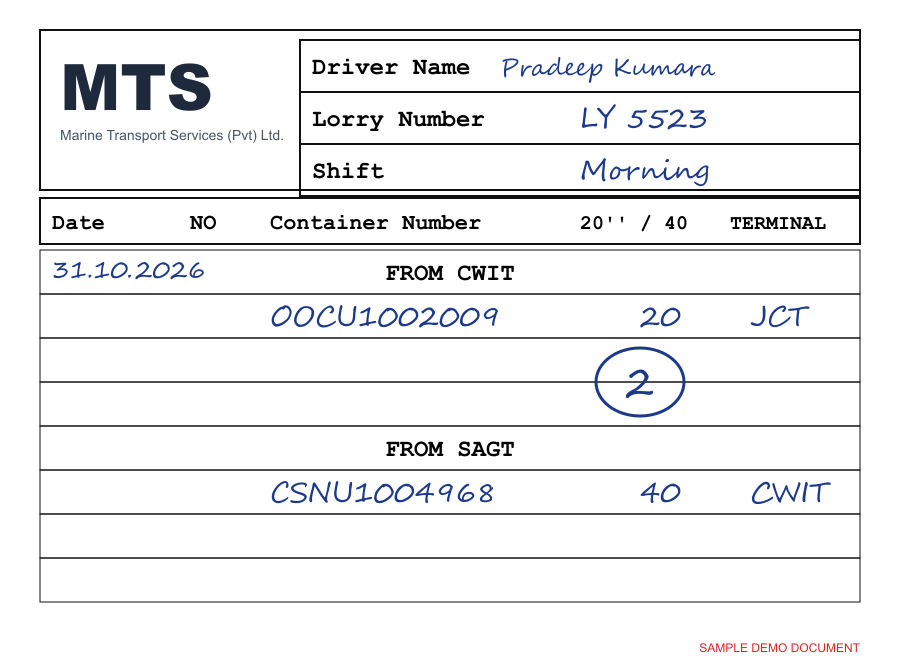 MTS
Marine Transport Services (Pvt) Ltd.
Driver Name Pradeep Kumara
Lorry Number LY 5523
Shift Morning
Date NO Container Number 20'' / 40 TERMINAL
31.10.2026 FROM CWIT
OOCU1002009 20 JCT
2
FROM SAGT
CSNU1004968 40 CWIT
SAMPLE DEMO DOCUMENT